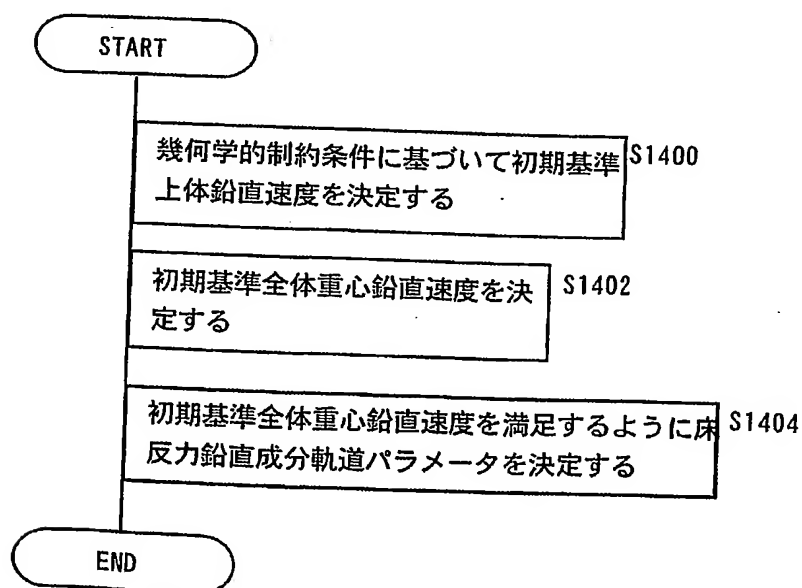 START
幾何学的制約条件に基づいて初期基準
上体鉛直速度を決定する
S1400
初期基準全体重心鉛直速度を決
定する
S1402
初期基準全体重心鉛直速度を満足するように床
反力鉛直成分軌道パラメータを決定する
S1404
END